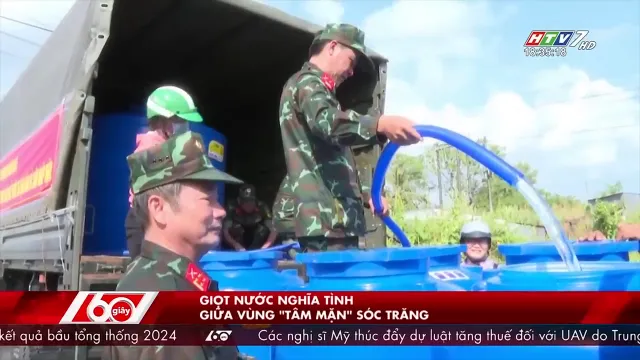 HTV7 HD
18:35:18
60 giây
GIỌT NƯỚC NGHĨA TÌNH
GIỮA VÙNG "TÂM MẶN" SÓC TRĂNG
kết quả bầu tổng thống 2024 Các nghị sĩ Mỹ thúc đẩy dự luật tăng thuế đối với UAV do Trung